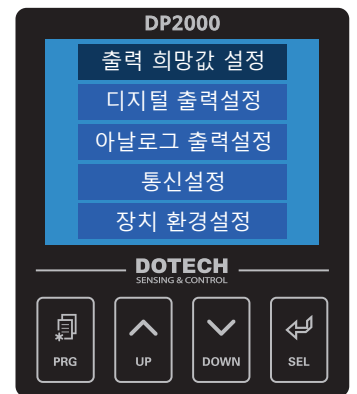 DP2000
출력 희망값 설정
디지털 출력설정
아날로그 출력설정
통신설정
장치 환경설정
DOTECH
SENSING & CONTROL
PRG UP DOWN SEL